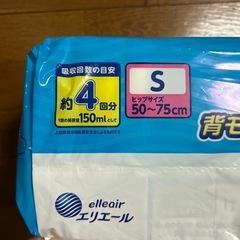 吸収回数の目安
約4回分
1回の排尿量150mlとして
S
ヒップサイズ
50〜75cm
背モ
elleair
エリエール